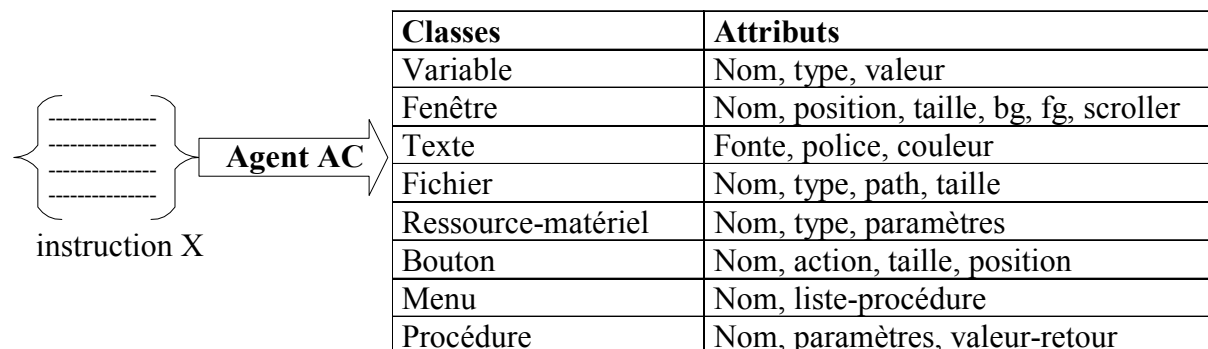 Classes Attributs
Variable Nom, type, valeur
Fenêtre Nom, position, taille, bg, fg, scroller
Agent AC
Texte Fonte, police, couleur
Fichier Nom, type, path, taille
Ressource-matériel Nom, type, paramètres
instruction X
Bouton Nom, action, taille, position
Menu Nom, liste-procédure
Procédure Nom, paramètres, valeur-retour